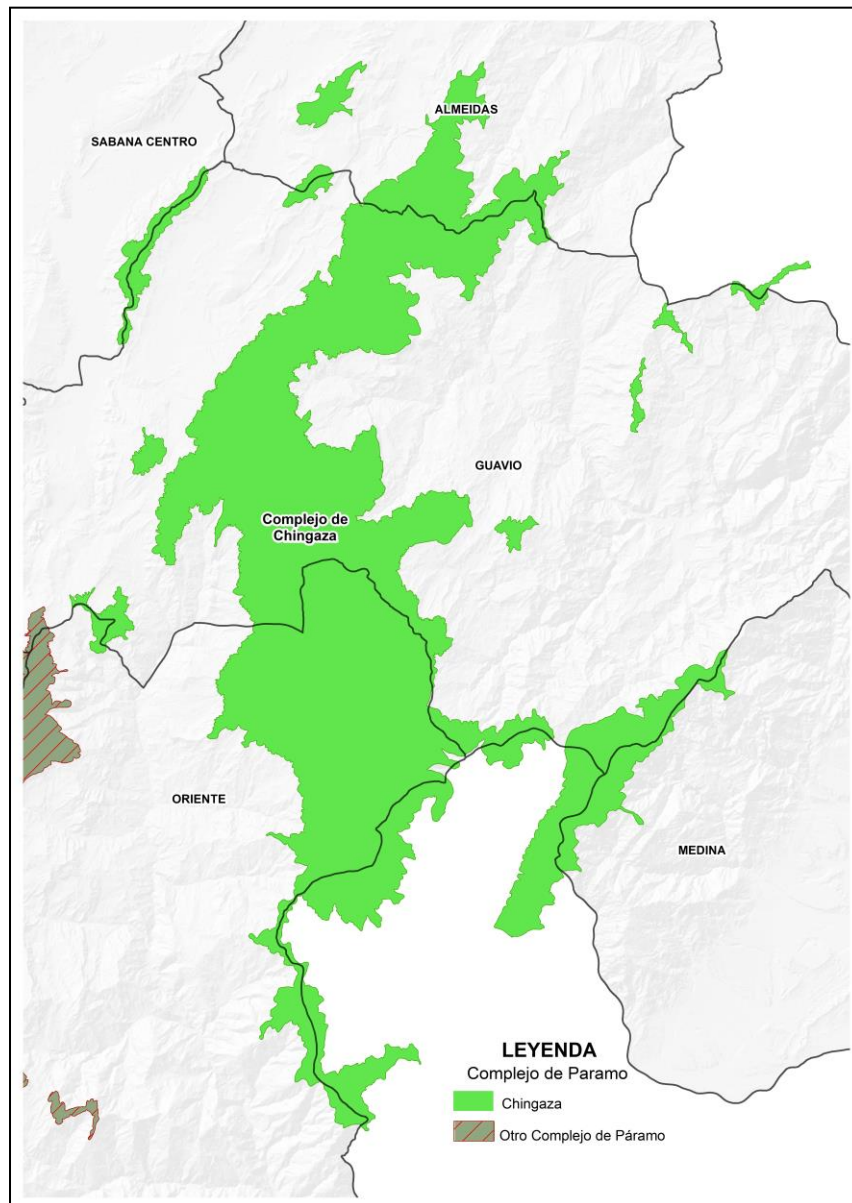 ALMEIDAS
SABANA CENTRO
GUAVIO
Complejo de
Chingaza
ORIENTE
MEDINA
LEYENDA
Complejo de Paramo
Chingaza
Otro Complejo de Páramo